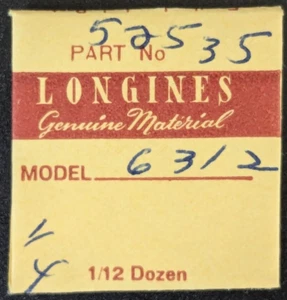 52535
PART No
LONGINES
Genuine Material
MODEL 6312
1/4
1/12 Dozen